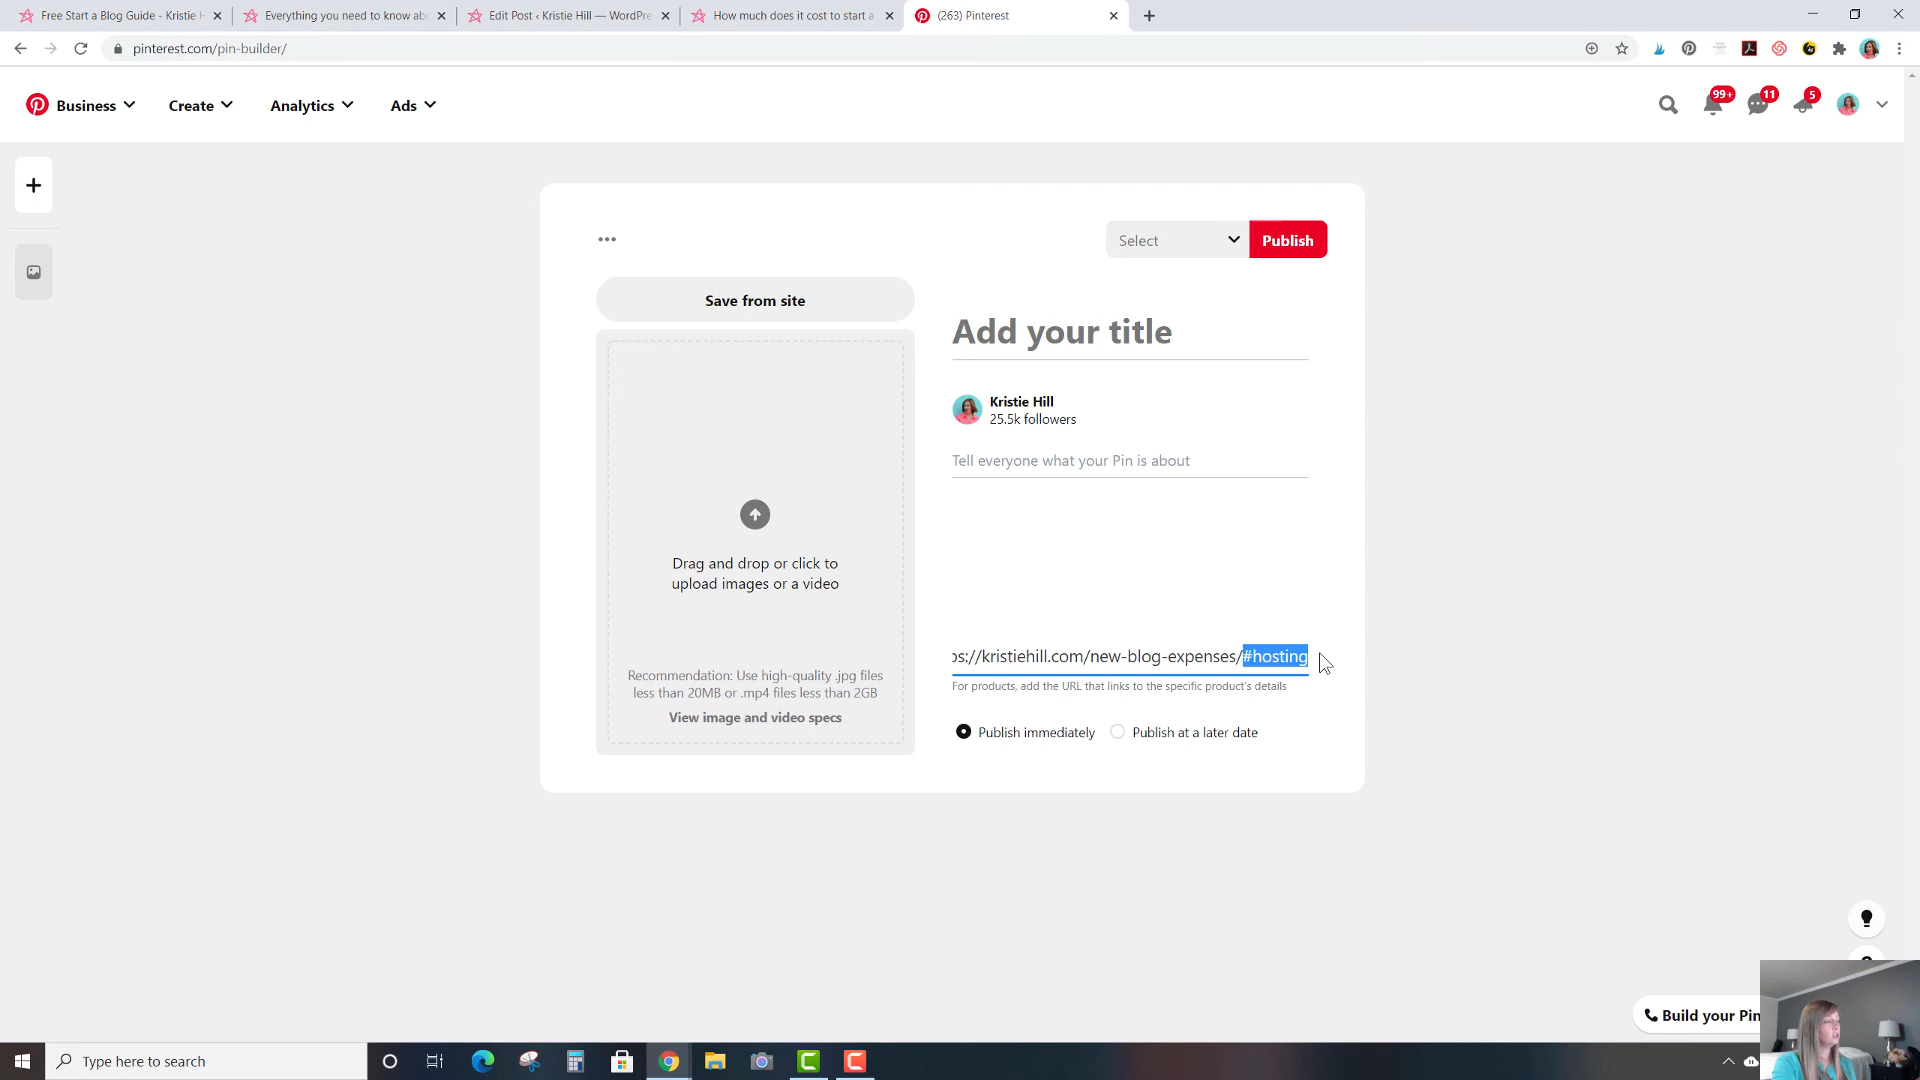 Free Start a Blog Guide - Kristie H
Everything you need to know abo
Edit Post ‹ Kristie Hill — WordPre
How much does it cost to start a
(263) Pinterest
pinterest.com/pin-builder/
Business
Create
Analytics
Ads
99+
11
5
Select
Publish
Save from site
Add your title
Kristie Hill
25.5k followers
Tell everyone what your Pin is about
Drag and drop or click to
upload images or a video
ps://kristiehill.com/new-blog-expenses/#hosting
For products, add the URL that links to the specific product's details
Recommendation: Use high-quality .jpg files
less than 20MB or .mp4 files less than 2GB
View image and video specs
Publish immediately
Publish at a later date
Build your Pin
Type here to search